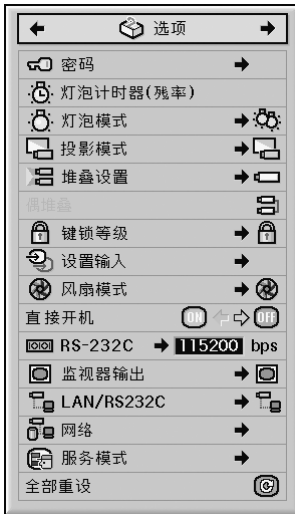 选项
密码
灯泡计时器(残率)
灯泡模式
投影模式
堆叠设置
偶堆叠
键锁等级
设置输入
风扇模式
直接开机 ON OFF
RS-232C 115200 bps
监视器输出
LAN/RS232C
网络
服务模式
全部重设